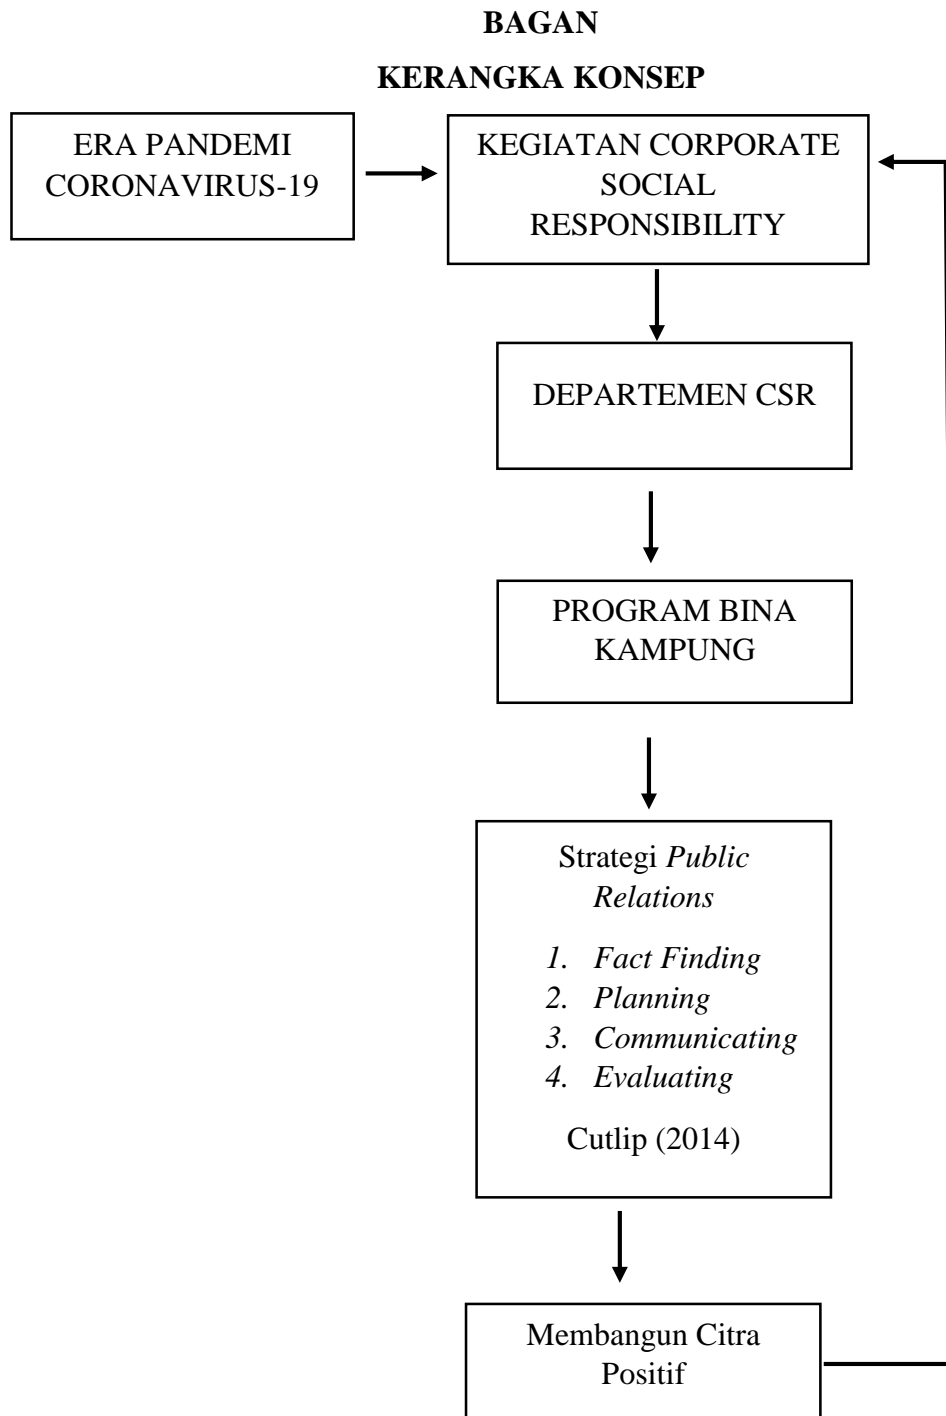 BAGAN
KERANGKA KONSEP
ERA PANDEMI
CORONAVIRUS-19
KEGIATAN CORPORATE
SOCIAL
RESPONSIBILITY
DEPARTEMEN CSR
PROGRAM BINA
KAMPUNG
Strategi Public
Relations
1. Fact Finding
2. Planning
3. Communicating
4. Evaluating
Cutlip (2014)
Membangun Citra
Positif